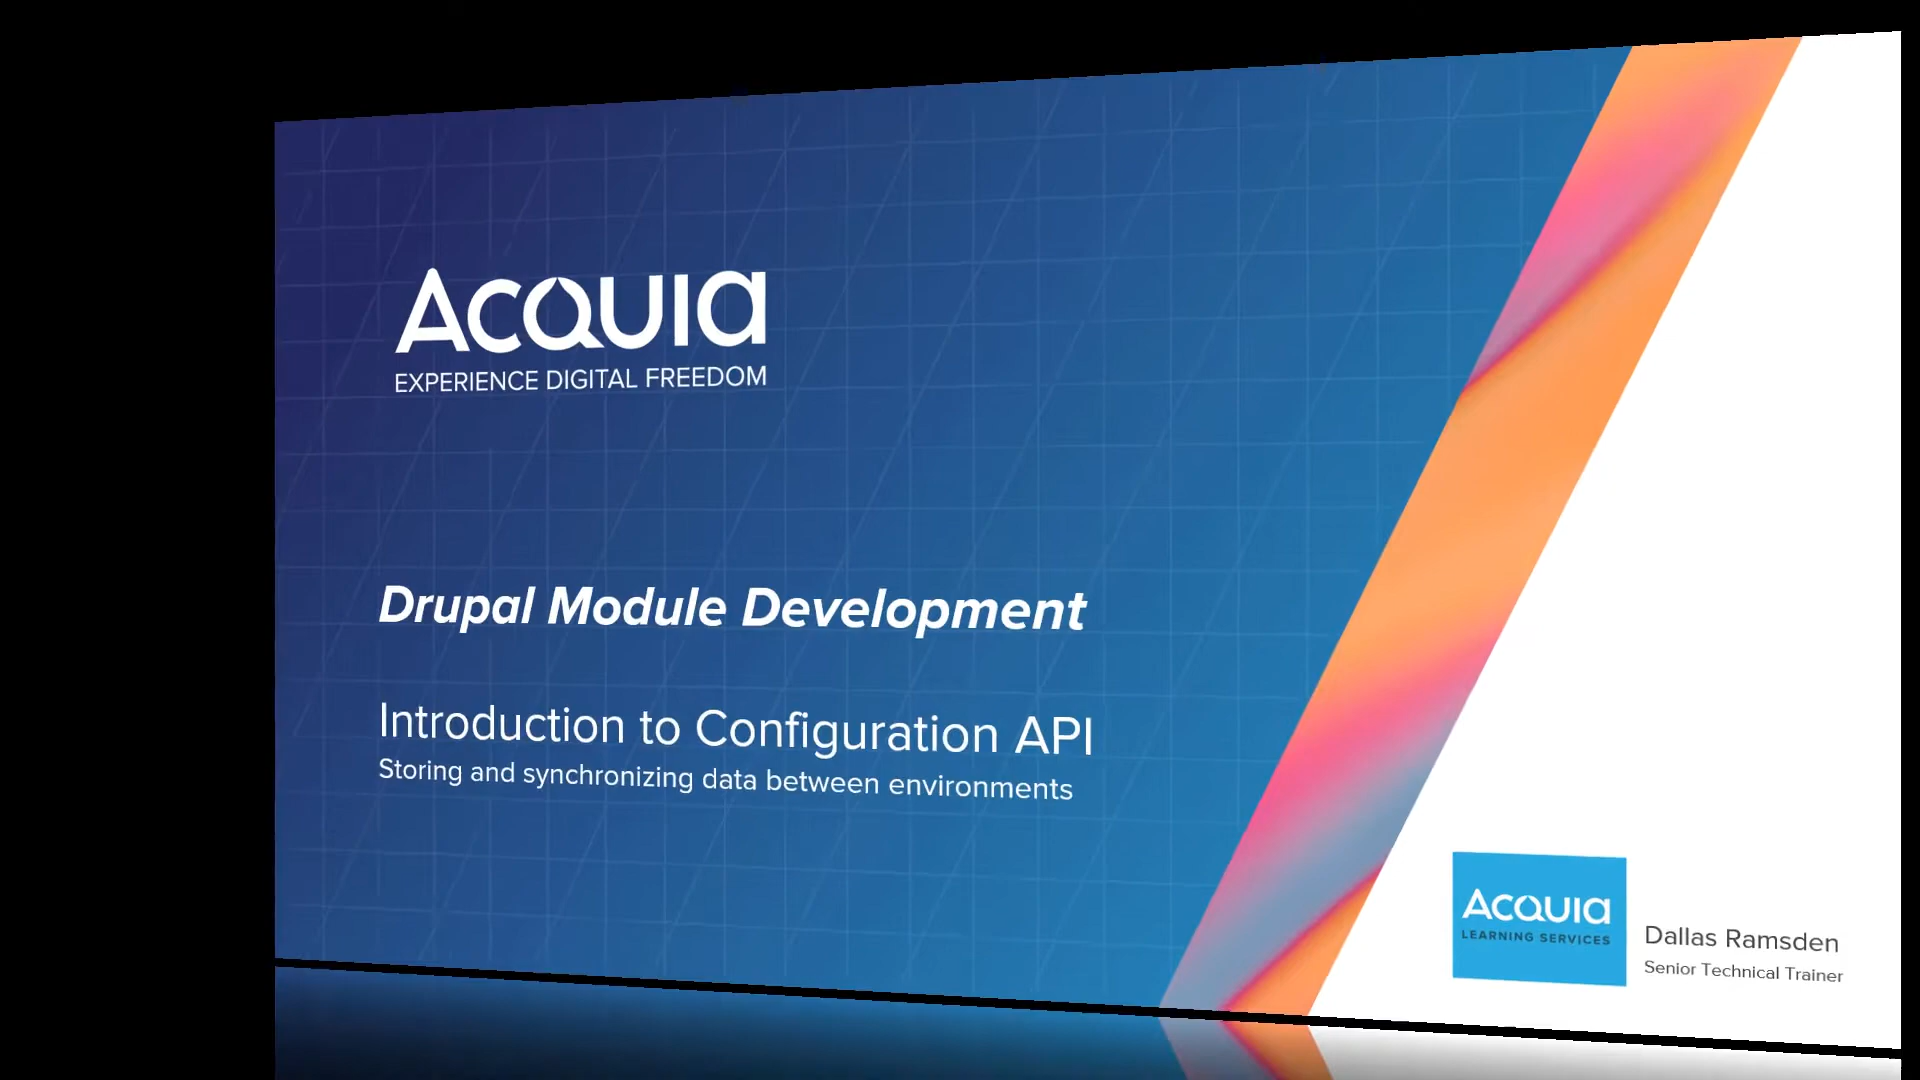 Acquia
EXPERIENCE DIGITAL FREEDOM
Drupal Module Development
Introduction to Configuration API
Storing and synchronizing data between environments
Acquia
LEARNING SERVICES
Dallas Ramsden
Senior Technical Trainer